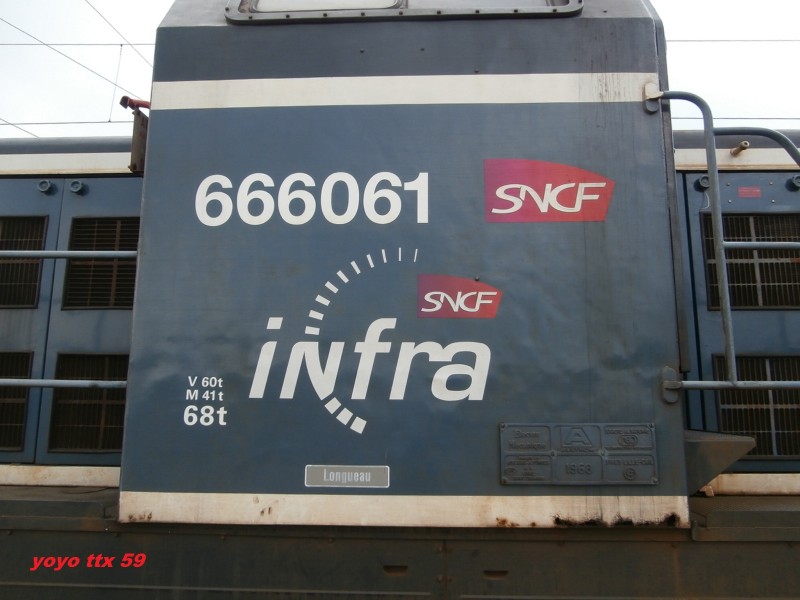 666061
SNCF
SNCF
infra
V 60t
M 41t
68t
Longueau
A
1968
yoyo ttx 59